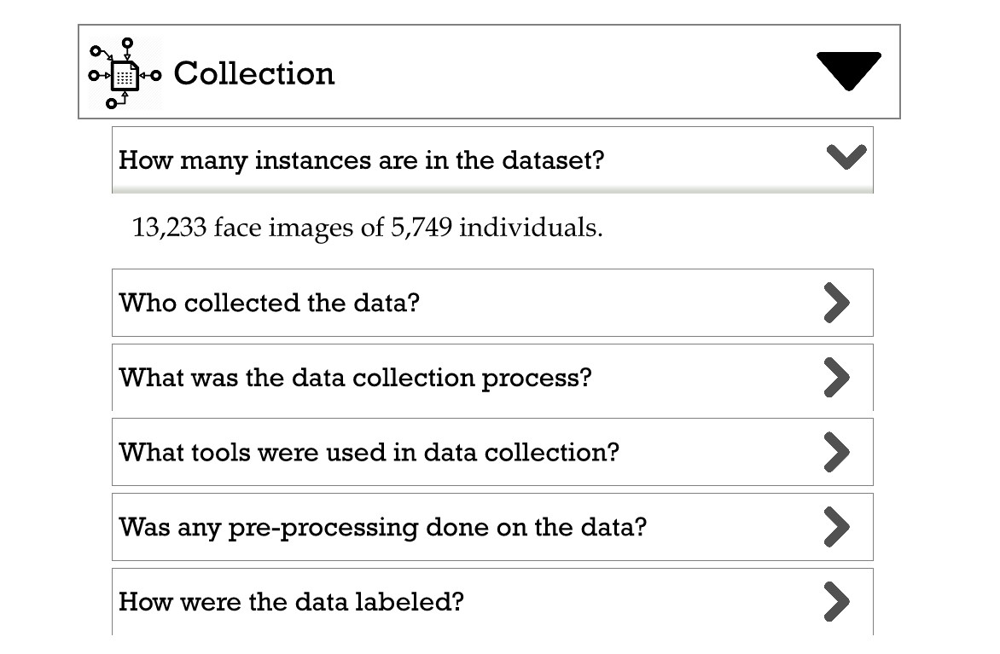 Collection
How many instances are in the dataset?
13,233 face images of 5,749 individuals.
Who collected the data?
What was the data collection process?
What tools were used in data collection?
Was any pre-processing done on the data?
How were the data labeled?